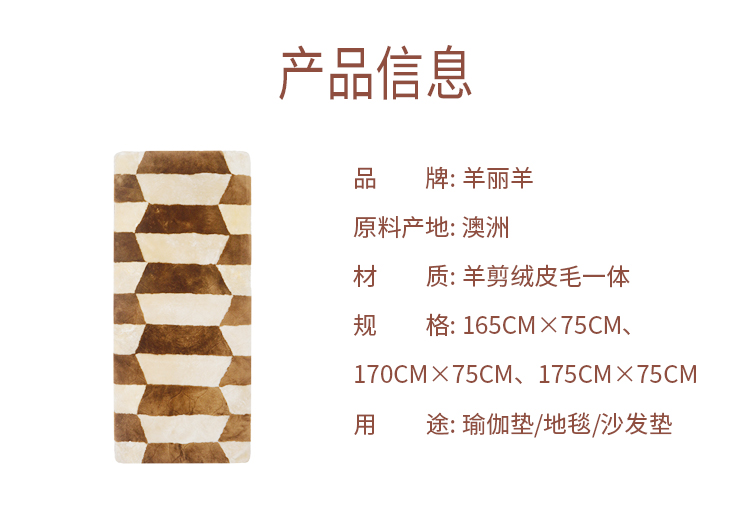 产品信息
品 牌: 羊丽羊
原料产地: 澳洲
材 质: 羊剪绒皮毛一体
规 格: 165CM×75CM、
170CM×75CM、175CM×75CM
用 途: 瑜伽垫/地毯/沙发垫